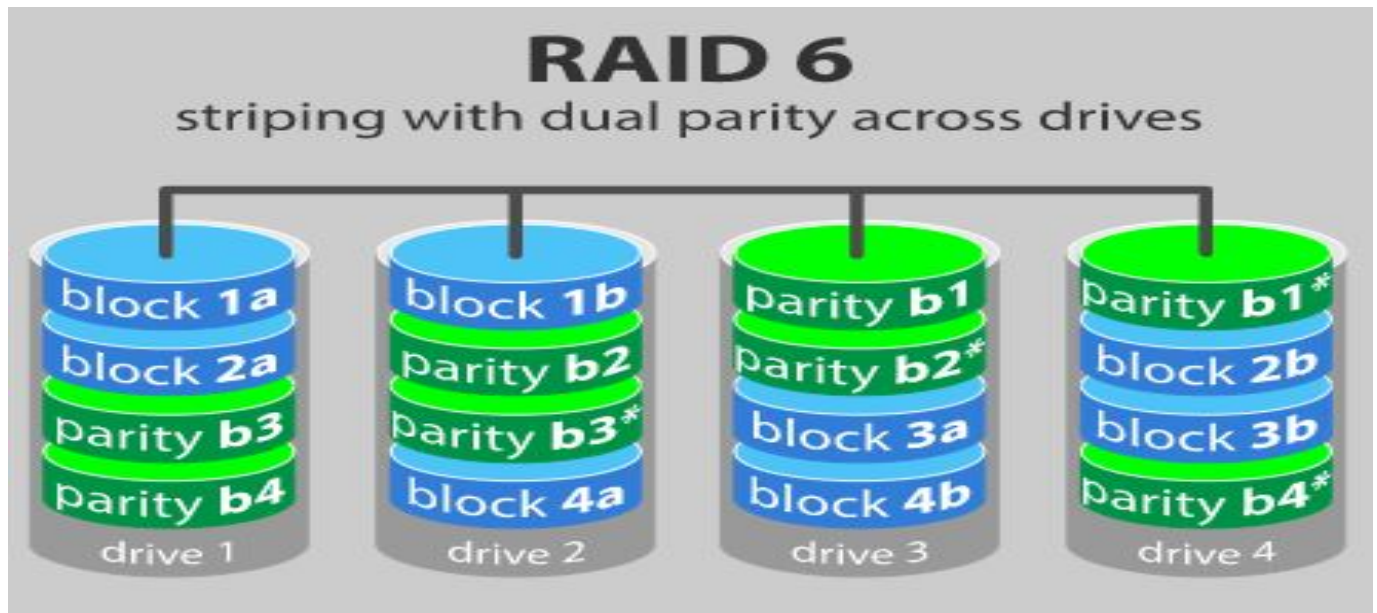 RAID 6
striping with dual parity across drives
block 1a
block 2a
parity b3
parity b4
drive 1
block 1b
parity b2
parity b3*
block 4a
drive 2
parity b1
parity b2*
block 3a
block 4b
drive 3
parity b1*
block 2b
block 3b
parity b4*
drive 4